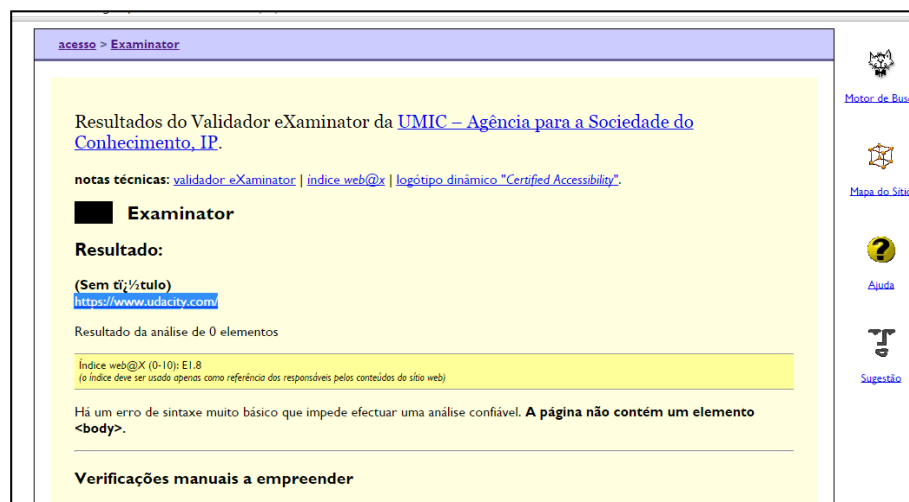 acesso > Examinator
Resultados do Validador eXaminator da UMIC – Agência para a Sociedade do
Conhecimento, IP.
notas técnicas: validador eXaminator | índice web@x | logótipo dinâmico "Certified Accessibility".
Examinator
Resultado:
(Sem tï¿½tulo)
https://www.udacity.com/
Resultado da análise de 0 elementos
Índice web@X (0-10): E1.8
(o índice deve ser usado apenas como referência dos responsáveis pelos conteúdos do sítio web)
Há um erro de sintaxe muito básico que impede efectuar uma análise confiável. A página não contém um elemento
<body>.
Verificações manuais a empreender
Motor de Bus
Mapa do Sítio
Ajuda
Sugestão